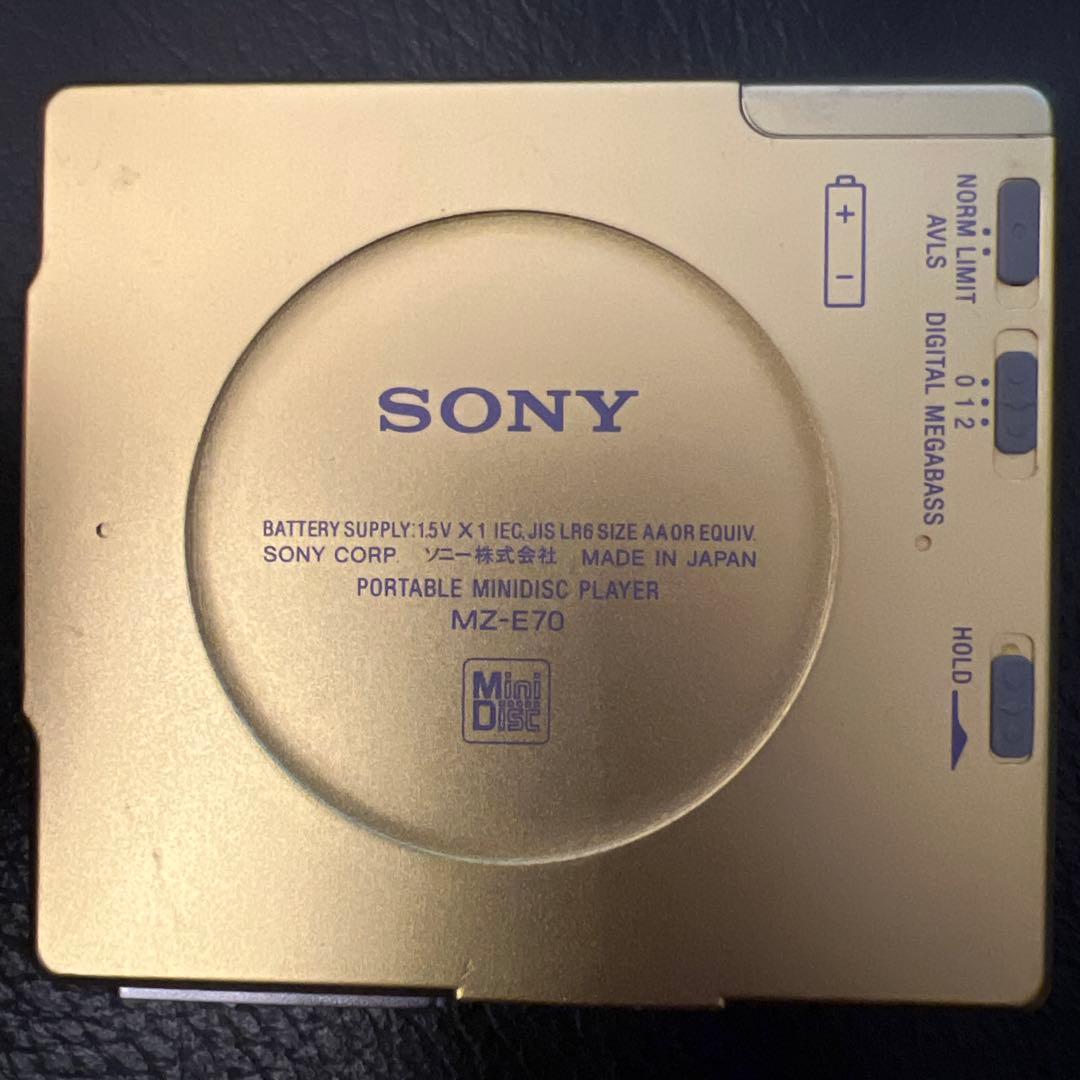 SONY
BATTERY SUPPLY:1.5V X 1 IEC,JIS LR6 SIZE AA OR EQUIV.
SONY CORP. ソニー株式会社 MADE IN JAPAN
PORTABLE MINIDISC PLAYER
MZ-E70
Mini
Disc
+ −
NORM LIMIT
AVLS
0 1 2
DIGITAL MEGABASS
HOLD